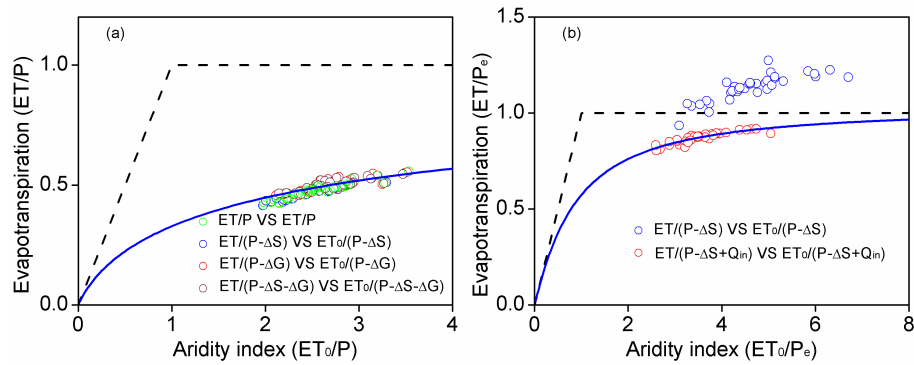 (a)
Evapotranspiration (ET/P)
1.0
0.5
0.0
ET/P VS ET/P
ET/(P-ΔS) VS ET₀/(P-ΔS)
ET/(P-ΔG) VS ET₀/(P-ΔG)
ET/(P-ΔS-ΔG) VS ET₀/(P-ΔS-ΔG)
0 1 2 3 4
Aridity index (ET₀/P)
(b)
Evapotranspiration (ET/Pₑ)
1.5
1.0
0.5
0.0
ET/(P-ΔS) VS ET₀/(P-ΔS)
ET/(P-ΔS+Qin) VS ET₀/(P-ΔS+Qin)
0 2 4 6 8
Aridity index (ET₀/Pₑ)